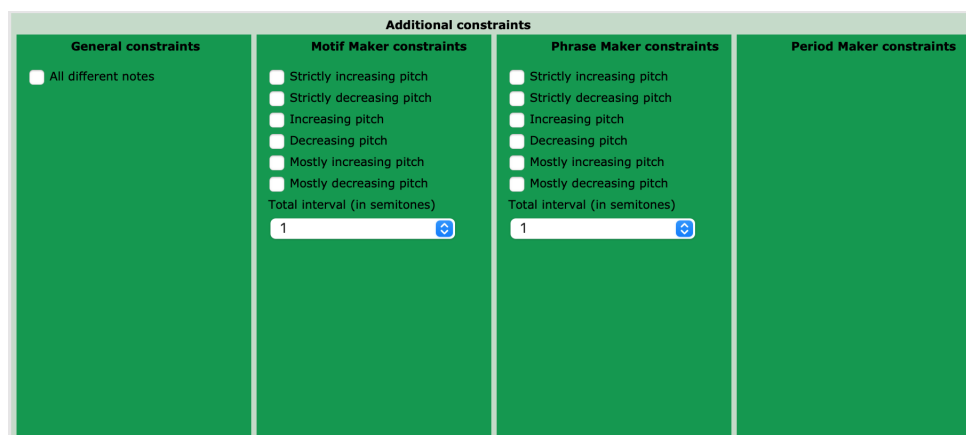 Additional constraints
General constraints
All different notes
Motif Maker constraints
Strictly increasing pitch
Strictly decreasing pitch
Increasing pitch
Decreasing pitch
Mostly increasing pitch
Mostly decreasing pitch
Total interval (in semitones)
1
Phrase Maker constraints
Strictly increasing pitch
Strictly decreasing pitch
Increasing pitch
Decreasing pitch
Mostly increasing pitch
Mostly decreasing pitch
Total interval (in semitones)
1
Period Maker constraints